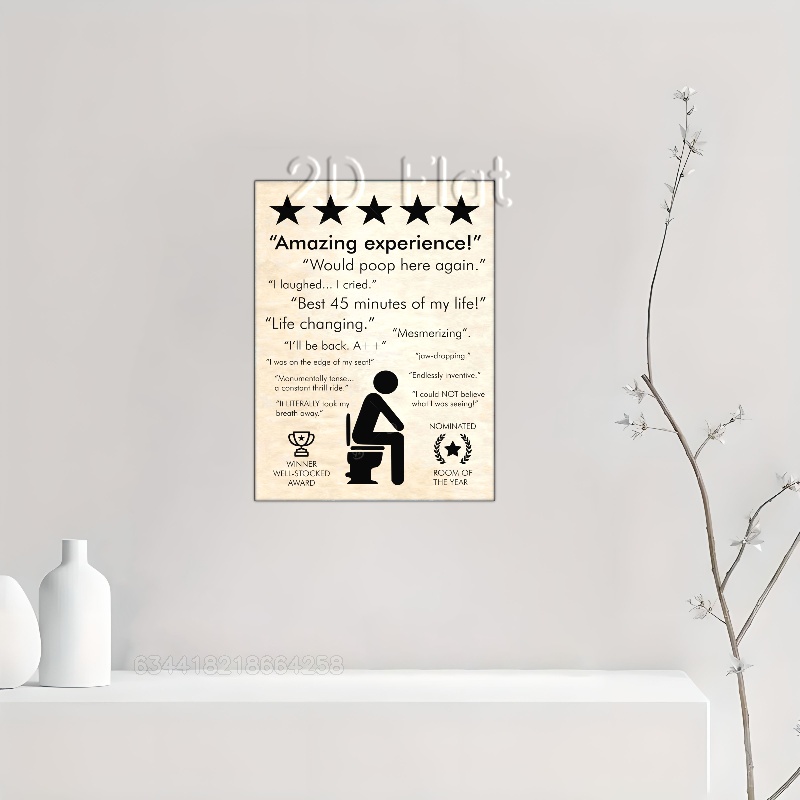 2D Flat
“Amazing experience!”
“Would poop here again.”
“I laughed... I cried.”
“Best 45 minutes of my life!”
“Life changing.”
“Mesmerizing”.
“I’ll be back. A++”
“jaw-dropping.”
“I was on the edge of my seat!”
“Endlessly inventive.”
“Monumentally tense...
a constant thrill ride.”
“I could NOT believe
what I was seeing!”
“It LITERALLY took my
breath away.”
NOMINATED
WINNER
WELL-STOCKED
AWARD
ROOM OF
THE YEAR
634418218664258